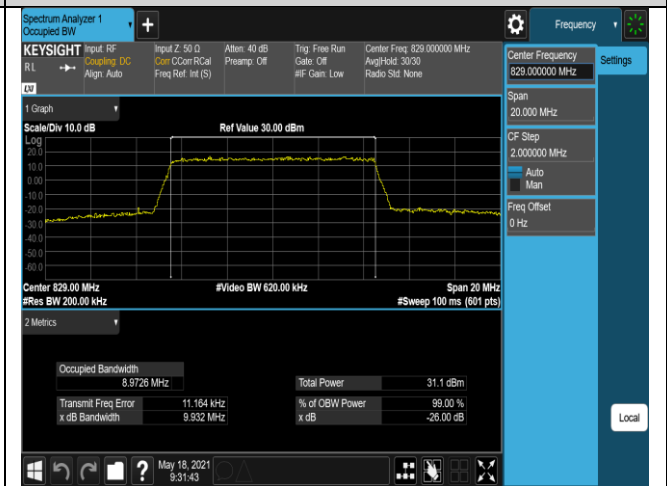 Spectrum Analyzer 1
Occupied BW
+
Frequency
KEYSIGHT
RL
LXI
Input: RF
Coupling: DC
Align: Auto
Input Z: 50 Ω
Corr CCorr RCal
Freq Ref: Int (S)
Atten: 40 dB
Preamp: Off
Trig: Free Run
Gate: Off
#IF Gain: Low
Center Freq: 829.000000 MHz
Avg|Hold: 30/30
Radio Std: None
Center Frequency
829.000000 MHz
Settings
Span
20.000 MHz
CF Step
2.000000 MHz
Auto
Man
Freq Offset
0 Hz
1 Graph
Scale/Div 10.0 dB
Ref Value 30.00 dBm
Log
20.0
10.0
0.00
-10.0
-20.0
-30.0
-40.0
-50.0
-60.0
Center 829.00 MHz
#Video BW 620.00 kHz
Span 20 MHz
#Res BW 200.00 kHz
#Sweep 100 ms (601 pts)
2 Metrics
Occupied Bandwidth
8.9726 MHz
Total Power 31.1 dBm
Transmit Freq Error 11.164 kHz
% of OBW Power 99.00 %
x dB Bandwidth 9.932 MHz
x dB -26.00 dB
Local
?
May 18, 2021
9:31:43